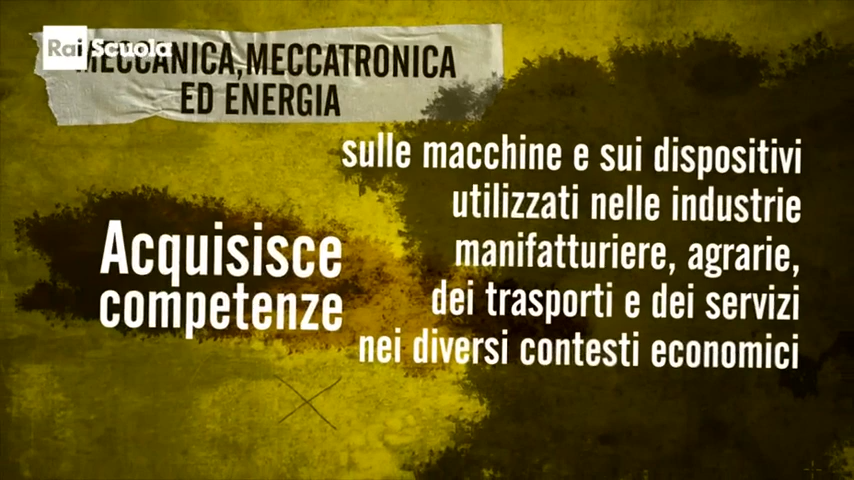 Rai Scuola
MECCANICA, MECCATRONICA
ED ENERGIA
Acquisisce
competenze
sulle macchine e sui dispositivi
utilizzati nelle industrie
manifatturiere, agrarie,
dei trasporti e dei servizi
nei diversi contesti economici